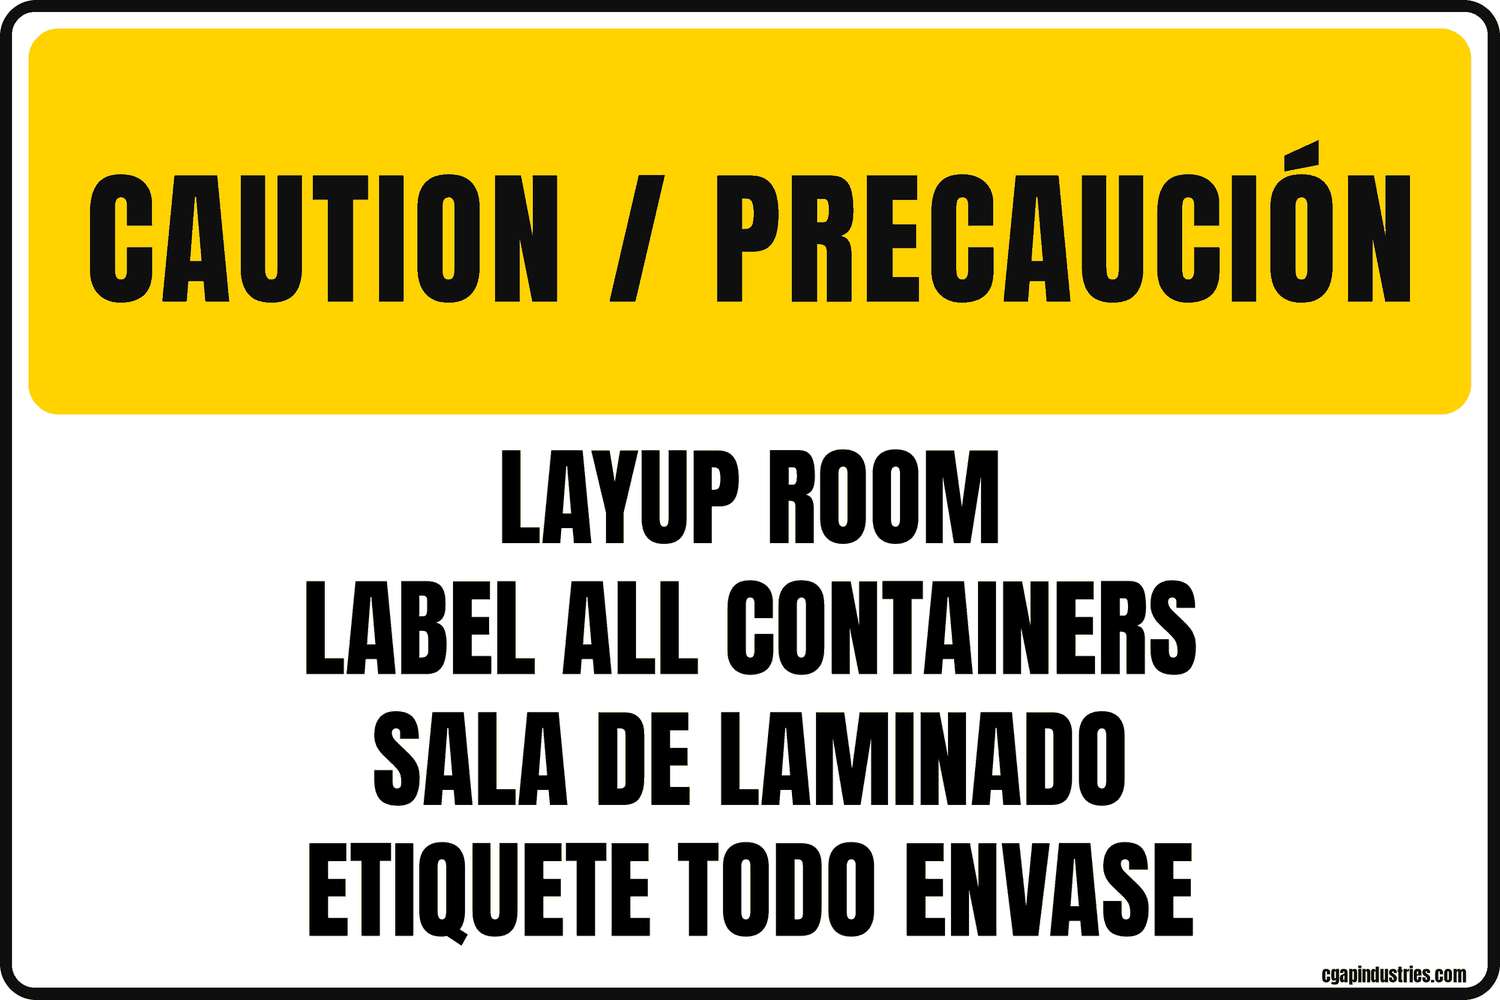 CAUTION / PRECAUCIÓN
LAYUP ROOM
LABEL ALL CONTAINERS
SALA DE LAMINADO
ETIQUETE TODO ENVASE
cgapindustries.com